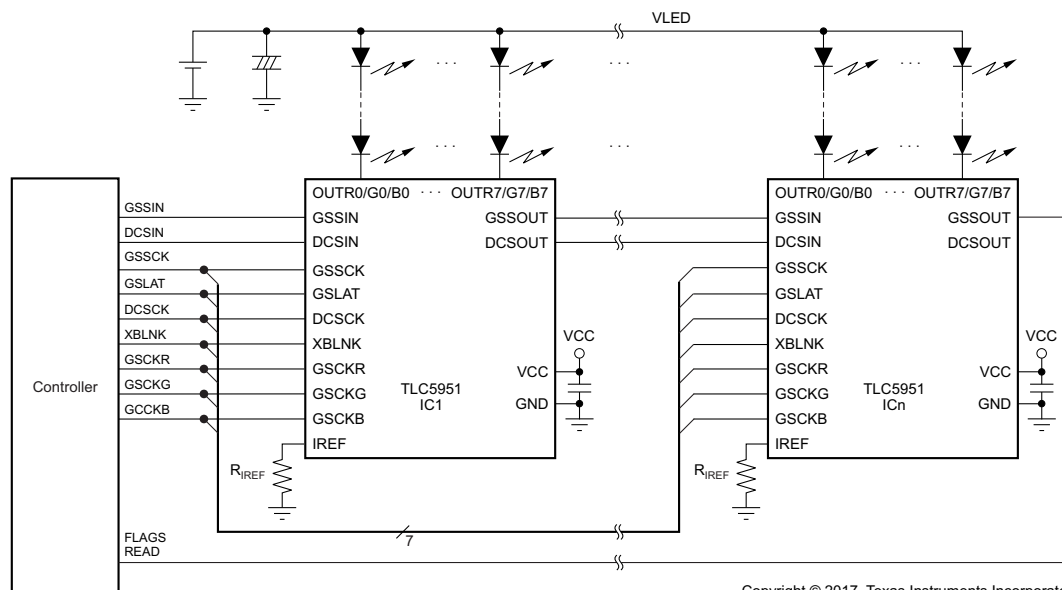 VLED
. . . . . . . . . . . . . . .
. . . . . . . . . . . . . . .
OUTR0/G0/B0 · · · OUTR7/G7/B7
GSSIN GSSOUT
DCSIN DCSOUT
GSSCK
GSLAT
DCSCK
XBLNK
GSCKR
GSCKG
GSCKB
IREF
VCC
VCC
GND
TLC5951
IC1
RIREF
OUTR0/G0/B0 · · · OUTR7/G7/B7
GSSIN GSSOUT
DCSIN DCSOUT
GSSCK
GSLAT
DCSCK
XBLNK
GSCKR
GSCKG
GSCKB
IREF
VCC
VCC
GND
TLC5951
ICn
RIREF
Controller
GSSIN
DCSIN
GSSCK
GSLAT
DCSCK
XBLNK
GSCKR
GSCKG
GCCKB
FLAGS
READ
7
Copyright © 2017, Texas Instruments Incorporate